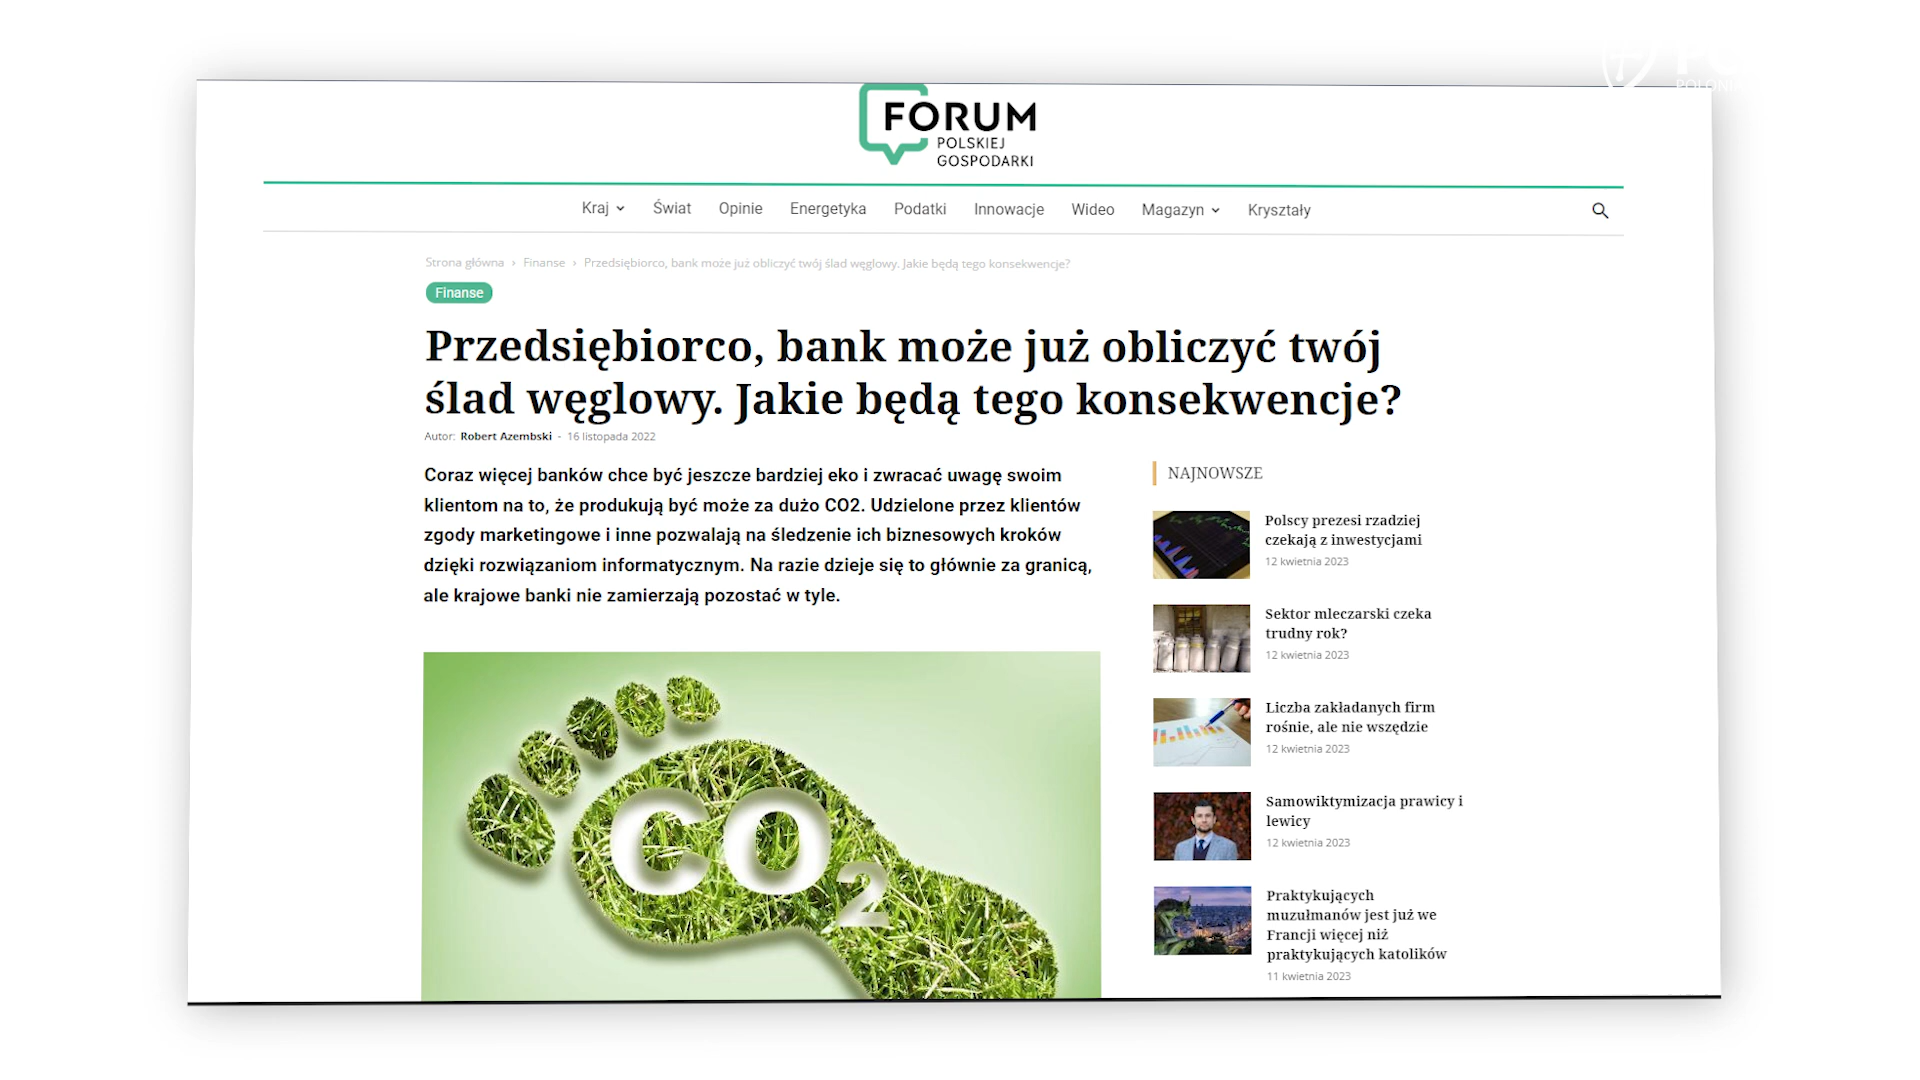 FORUM
POLSKIEJ
GOSPODARKI
Kraj Świat Opinie Energetyka Podatki Innowacje Wideo Magazyn Kryształy
Strona główna › Finanse › Przedsiębiorco, bank może już obliczyć twój ślad węglowy. Jakie będą tego konsekwencje?
Finanse
Przedsiębiorco, bank może już obliczyć twój
ślad węglowy. Jakie będą tego konsekwencje?
Autor: Robert Azembski - 16 listopada 2022
Coraz więcej banków chce być jeszcze bardziej eko i zwracać uwagę swoim
klientom na to, że produkują być może za dużo CO2. Udzielone przez klientów
zgody marketingowe i inne pozwalają na śledzenie ich biznesowych kroków
dzięki rozwiązaniom informatycznym. Na razie dzieje się to głównie za granicą,
ale krajowe banki nie zamierzają pozostać w tyle.
CO2
NAJNOWSZE
Polscy prezesi rzadziej
czekają z inwestycjami
12 kwietnia 2023
Sektor mleczarski czeka
trudny rok?
12 kwietnia 2023
Liczba zakładanych firm
rośnie, ale nie wszędzie
12 kwietnia 2023
Samowiktymizacja prawicy i
lewicy
12 kwietnia 2023
Praktykujących
muzułmanów jest już we
Francji więcej niż
praktykujących katolików
11 kwietnia 2023